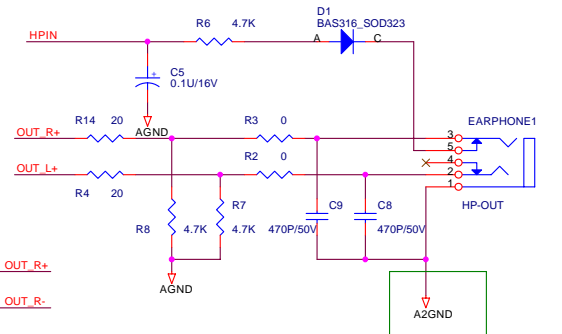 D1
R6 4.7K BAS316_SOD323
HPIN A C
C5
0.1U/16V
R14 20 R3 0 EARPHONE1
OUT_R+ AGND 3
5
R2 0 4
OUT_L+ 2
R4 20 1
R7 C9 C8 HP-OUT
R8 4.7K 4.7K 470P/50V 470P/50V
OUT_R+
AGND
OUT_R-
A2GND